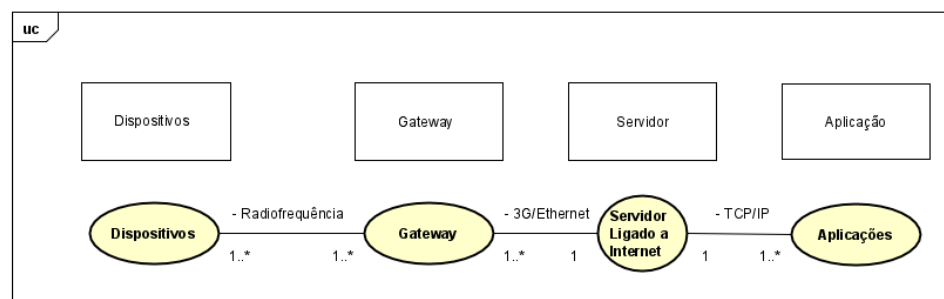 uc
Dispositivos
Gateway
Servidor
Aplicação
- Radiofrequência
- 3G/Ethernet
- TCP/IP
Dispositivos
Gateway
Servidor
Ligado a
Internet
Aplicações
1..*
1..*
1..*
1
1
1..*